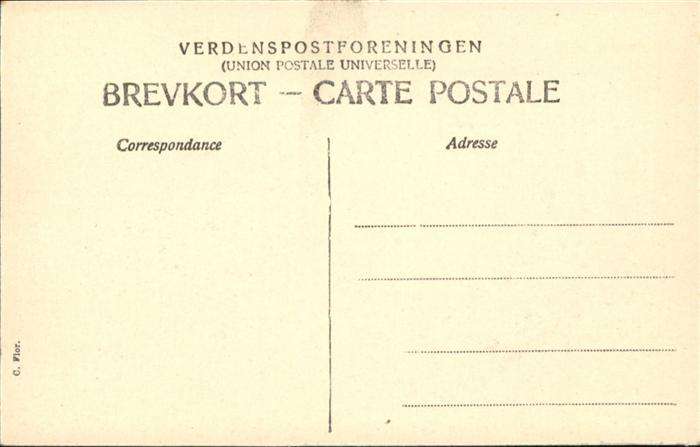 VERDENSPOSTFORENINGEN
(UNION POSTALE UNIVERSELLE)
BREVKORT — CARTE POSTALE
Correspondance
Adresse
C. Flor.